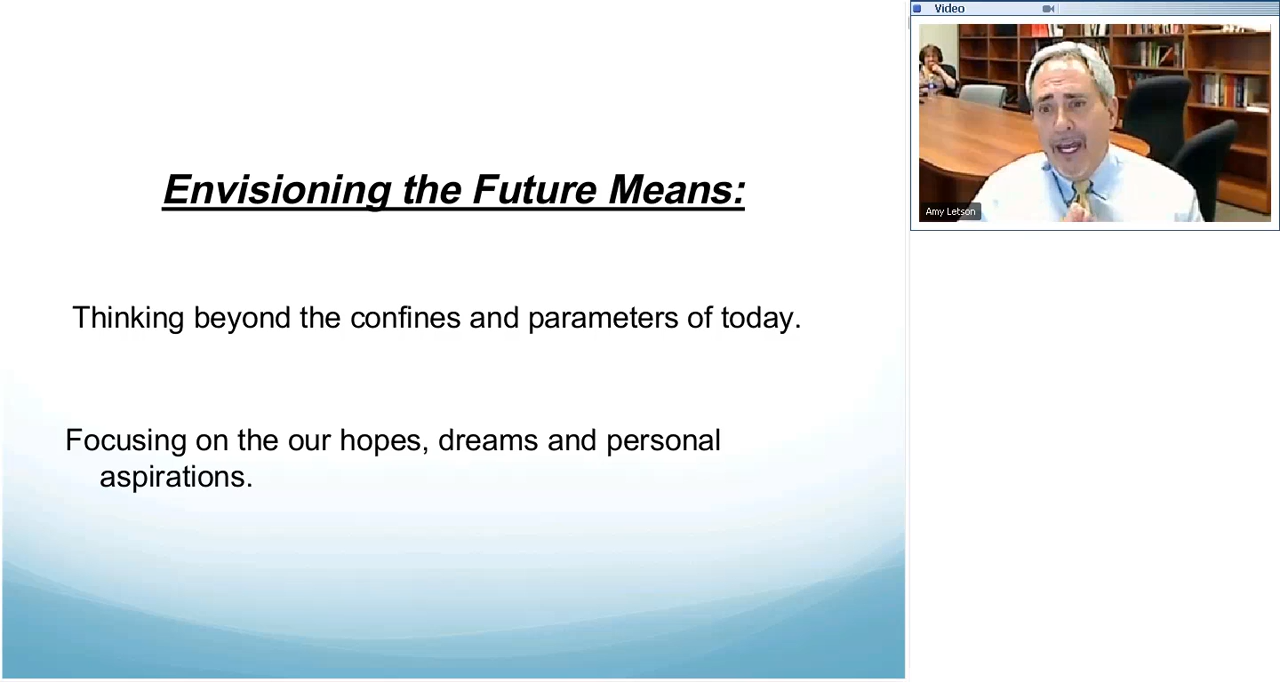 Envisioning the Future Means:
Thinking beyond the confines and parameters of today.
Focusing on the our hopes, dreams and personal
aspirations.
Video
Amy Letson